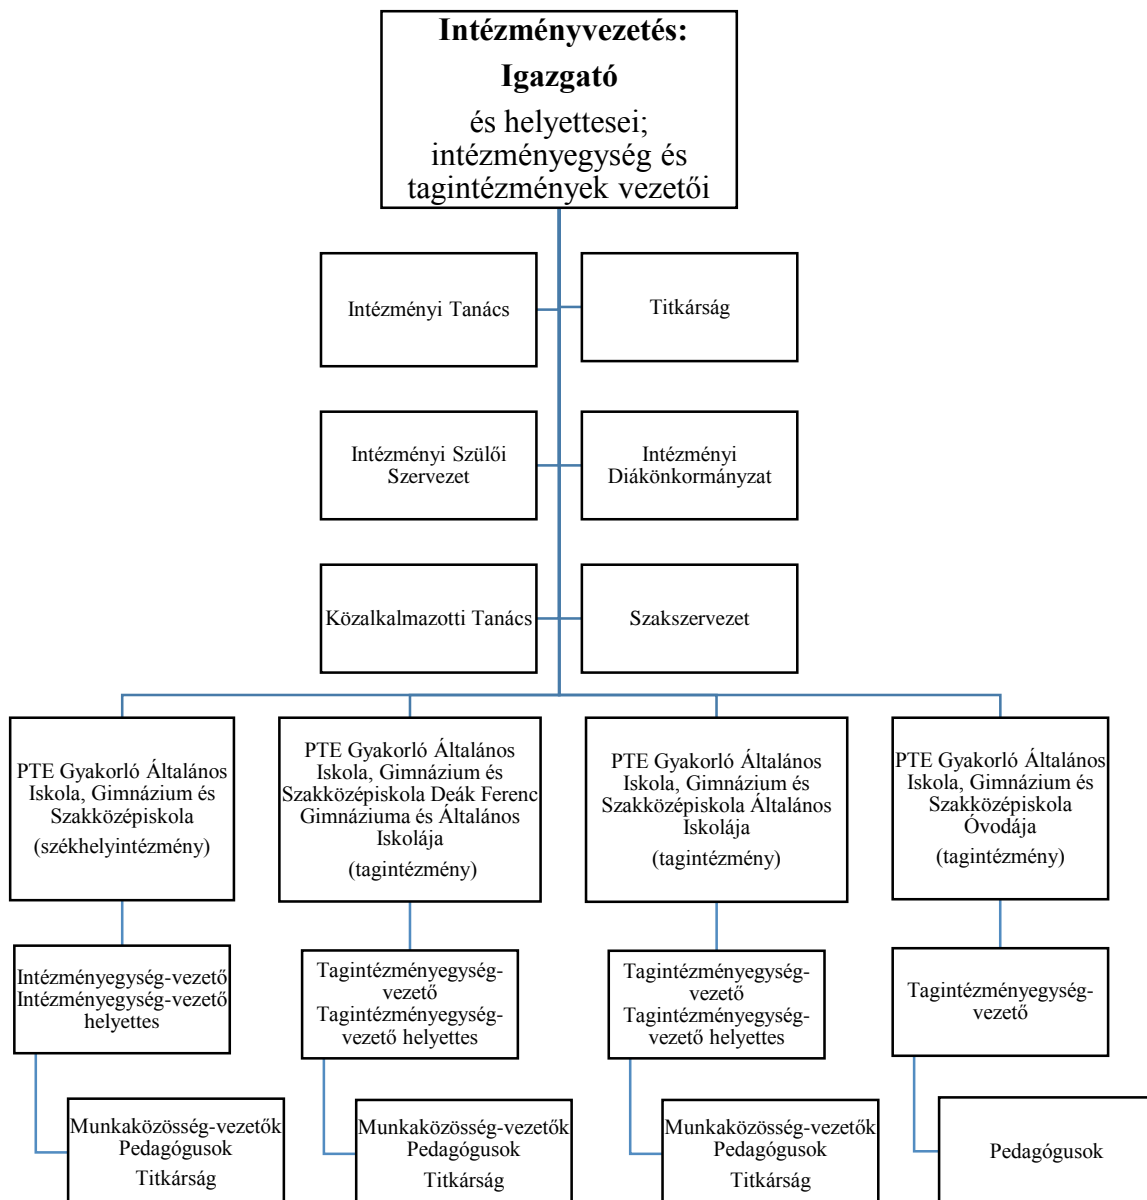 Intézményvezetés:
Igazgató
és helyettesei;
intézményegység és
tagintézmények vezetői
Intézményi Tanács
Titkárság
Intézményi Szülői
Szervezet
Intézményi
Diákönkormányzat
Közalkalmazotti Tanács
Szakszervezet
PTE Gyakorló Általános
Iskola, Gimnázium és
Szakközépiskola
(székhelyintézmény)
PTE Gyakorló Általános
Iskola, Gimnázium és
Szakközépiskola Deák Ferenc
Gimnáziuma és Általános
Iskolája
(tagintézmény)
PTE Gyakorló Általános
Iskola, Gimnázium és
Szakközépiskola Általános
Iskolája
(tagintézmény)
PTE Gyakorló Általános
Iskola, Gimnázium és
Szakközépiskola
Óvodája
(tagintézmény)
Intézményegység-vezető
Intézményegység-vezető
helyettes
Tagintézményegység-
vezető
Tagintézményegység-
vezető helyettes
Tagintézményegység-
vezető
Tagintézményegység-
vezető helyettes
Tagintézményegység-
vezető
Munkaközösség-vezetők
Pedagógusok
Titkárság
Munkaközösség-vezetők
Pedagógusok
Titkárság
Munkaközösség-vezetők
Pedagógusok
Titkárság
Pedagógusok